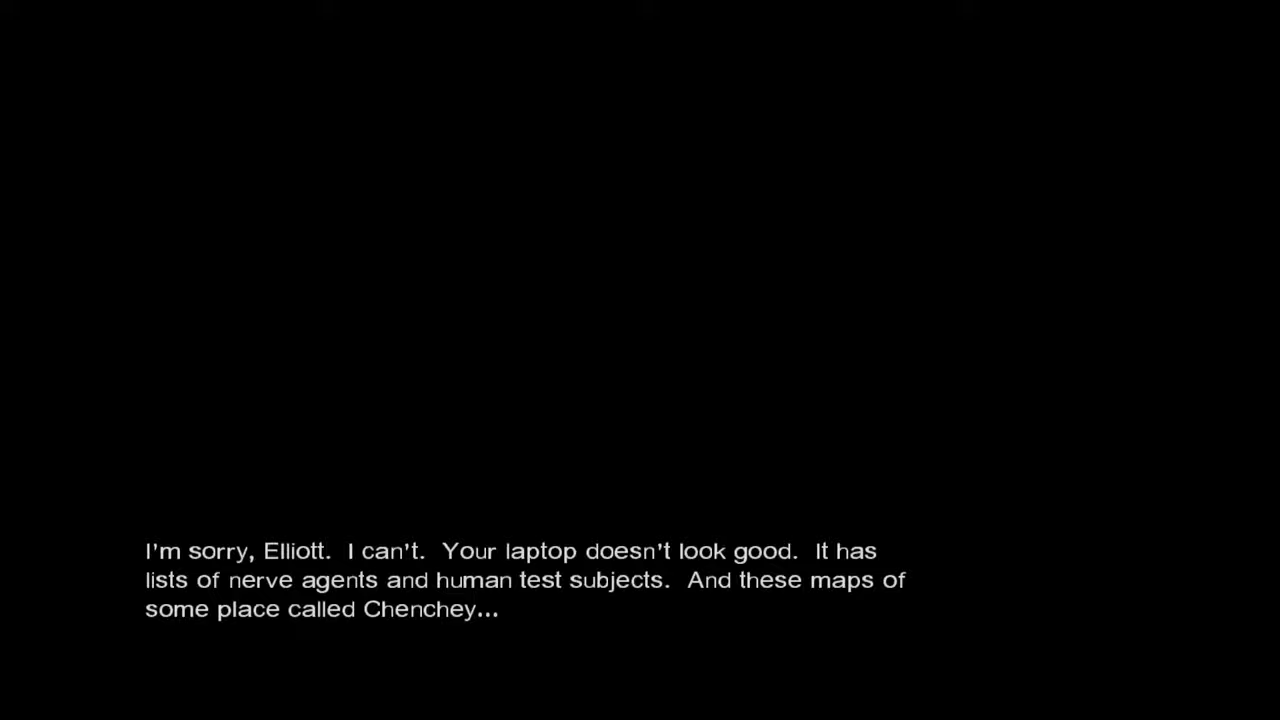 I'm sorry, Elliott.  I can't.  Your laptop doesn't look good.  It has
lists of nerve agents and human test subjects.  And these maps of
some place called Chenchey...